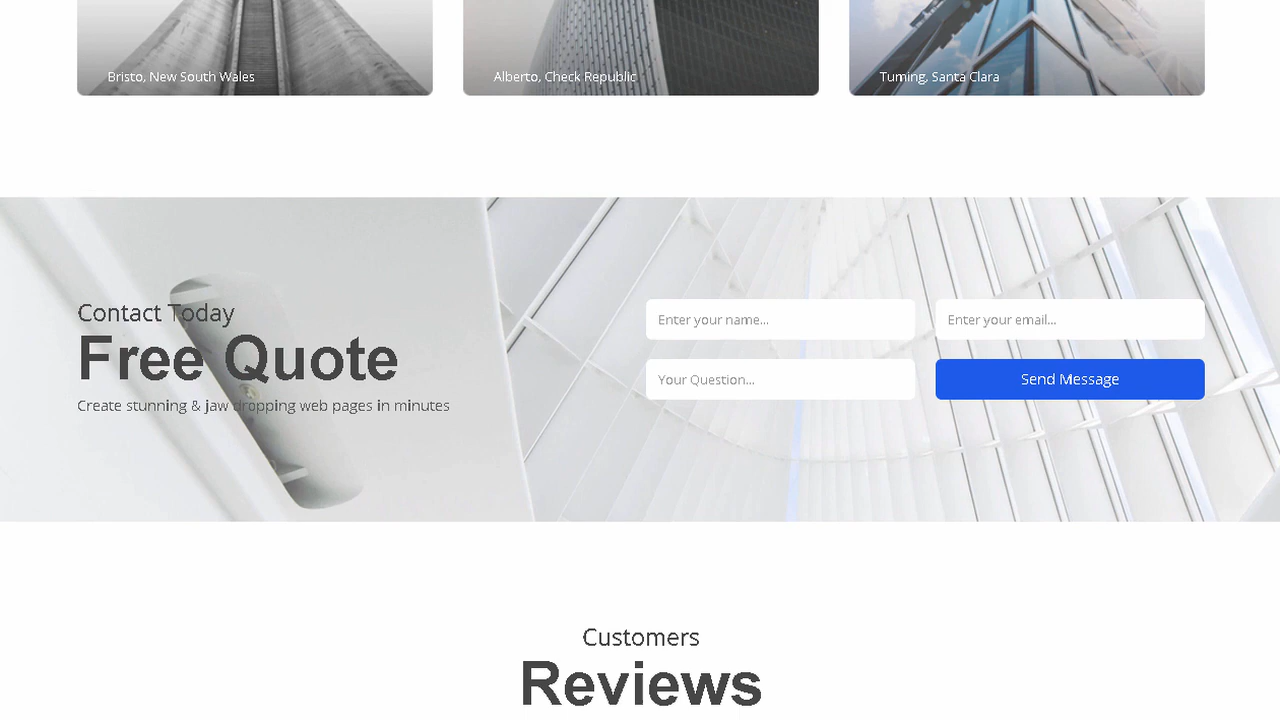 Bristo, New South Wales
Alberto, Check Republic
Tuming, Santa Clara
Contact Today
Free Quote
Create stunning & jaw dropping web pages in minutes
Enter your name...
Enter your email...
Your Question...
Send Message
Customers
Reviews